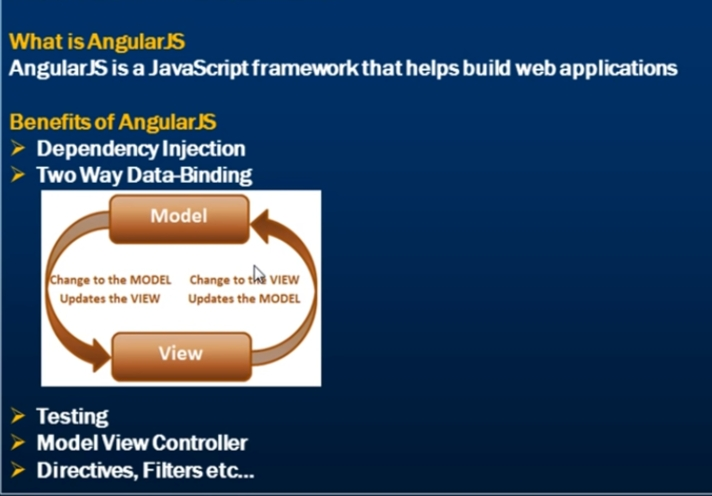 What is AngularJS
AngularJS is a JavaScript framework that helps build web applications
Benefits of AngularJS
Dependency Injection
Two Way Data-Binding
Model
Change to the MODEL
Updates the VIEW
Change to the VIEW
Updates the MODEL
View
Testing
Model View Controller
Directives, Filters etc...